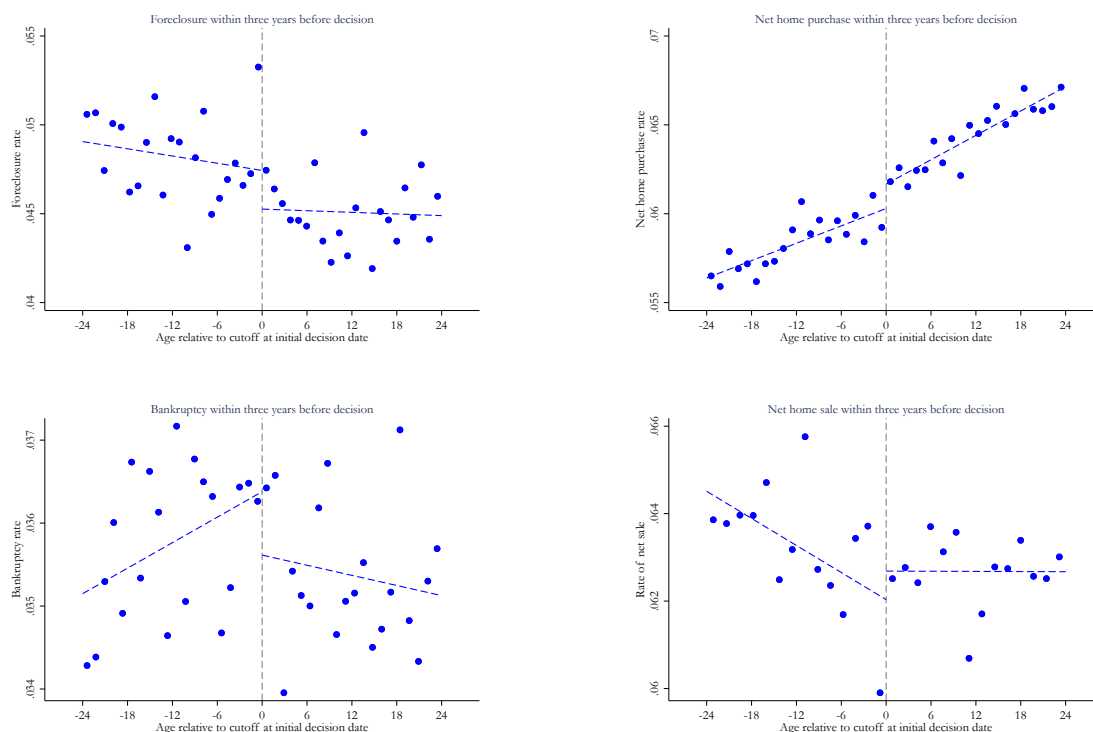 Foreclosure within three years before decision
.055
.05
.045
.04
Foreclosure rate
-24 -18 -12 -6 0 6 12 18 24
Age relative to cutoff at initial decision date
Net home purchase within three years before decision
.07
.065
.06
.055
Net home purchase rate
-24 -18 -12 -6 0 6 12 18 24
Age relative to cutoff at initial decision date
Bankruptcy within three years before decision
.037
.036
.035
.034
Bankruptcy rate
-24 -18 -12 -6 0 6 12 18 24
Age relative to cutoff at initial decision date
Net home sale within three years before decision
.066
.064
.062
.06
Rate of net sale
-24 -18 -12 -6 0 6 12 18 24
Age relative to cutoff at initial decision date